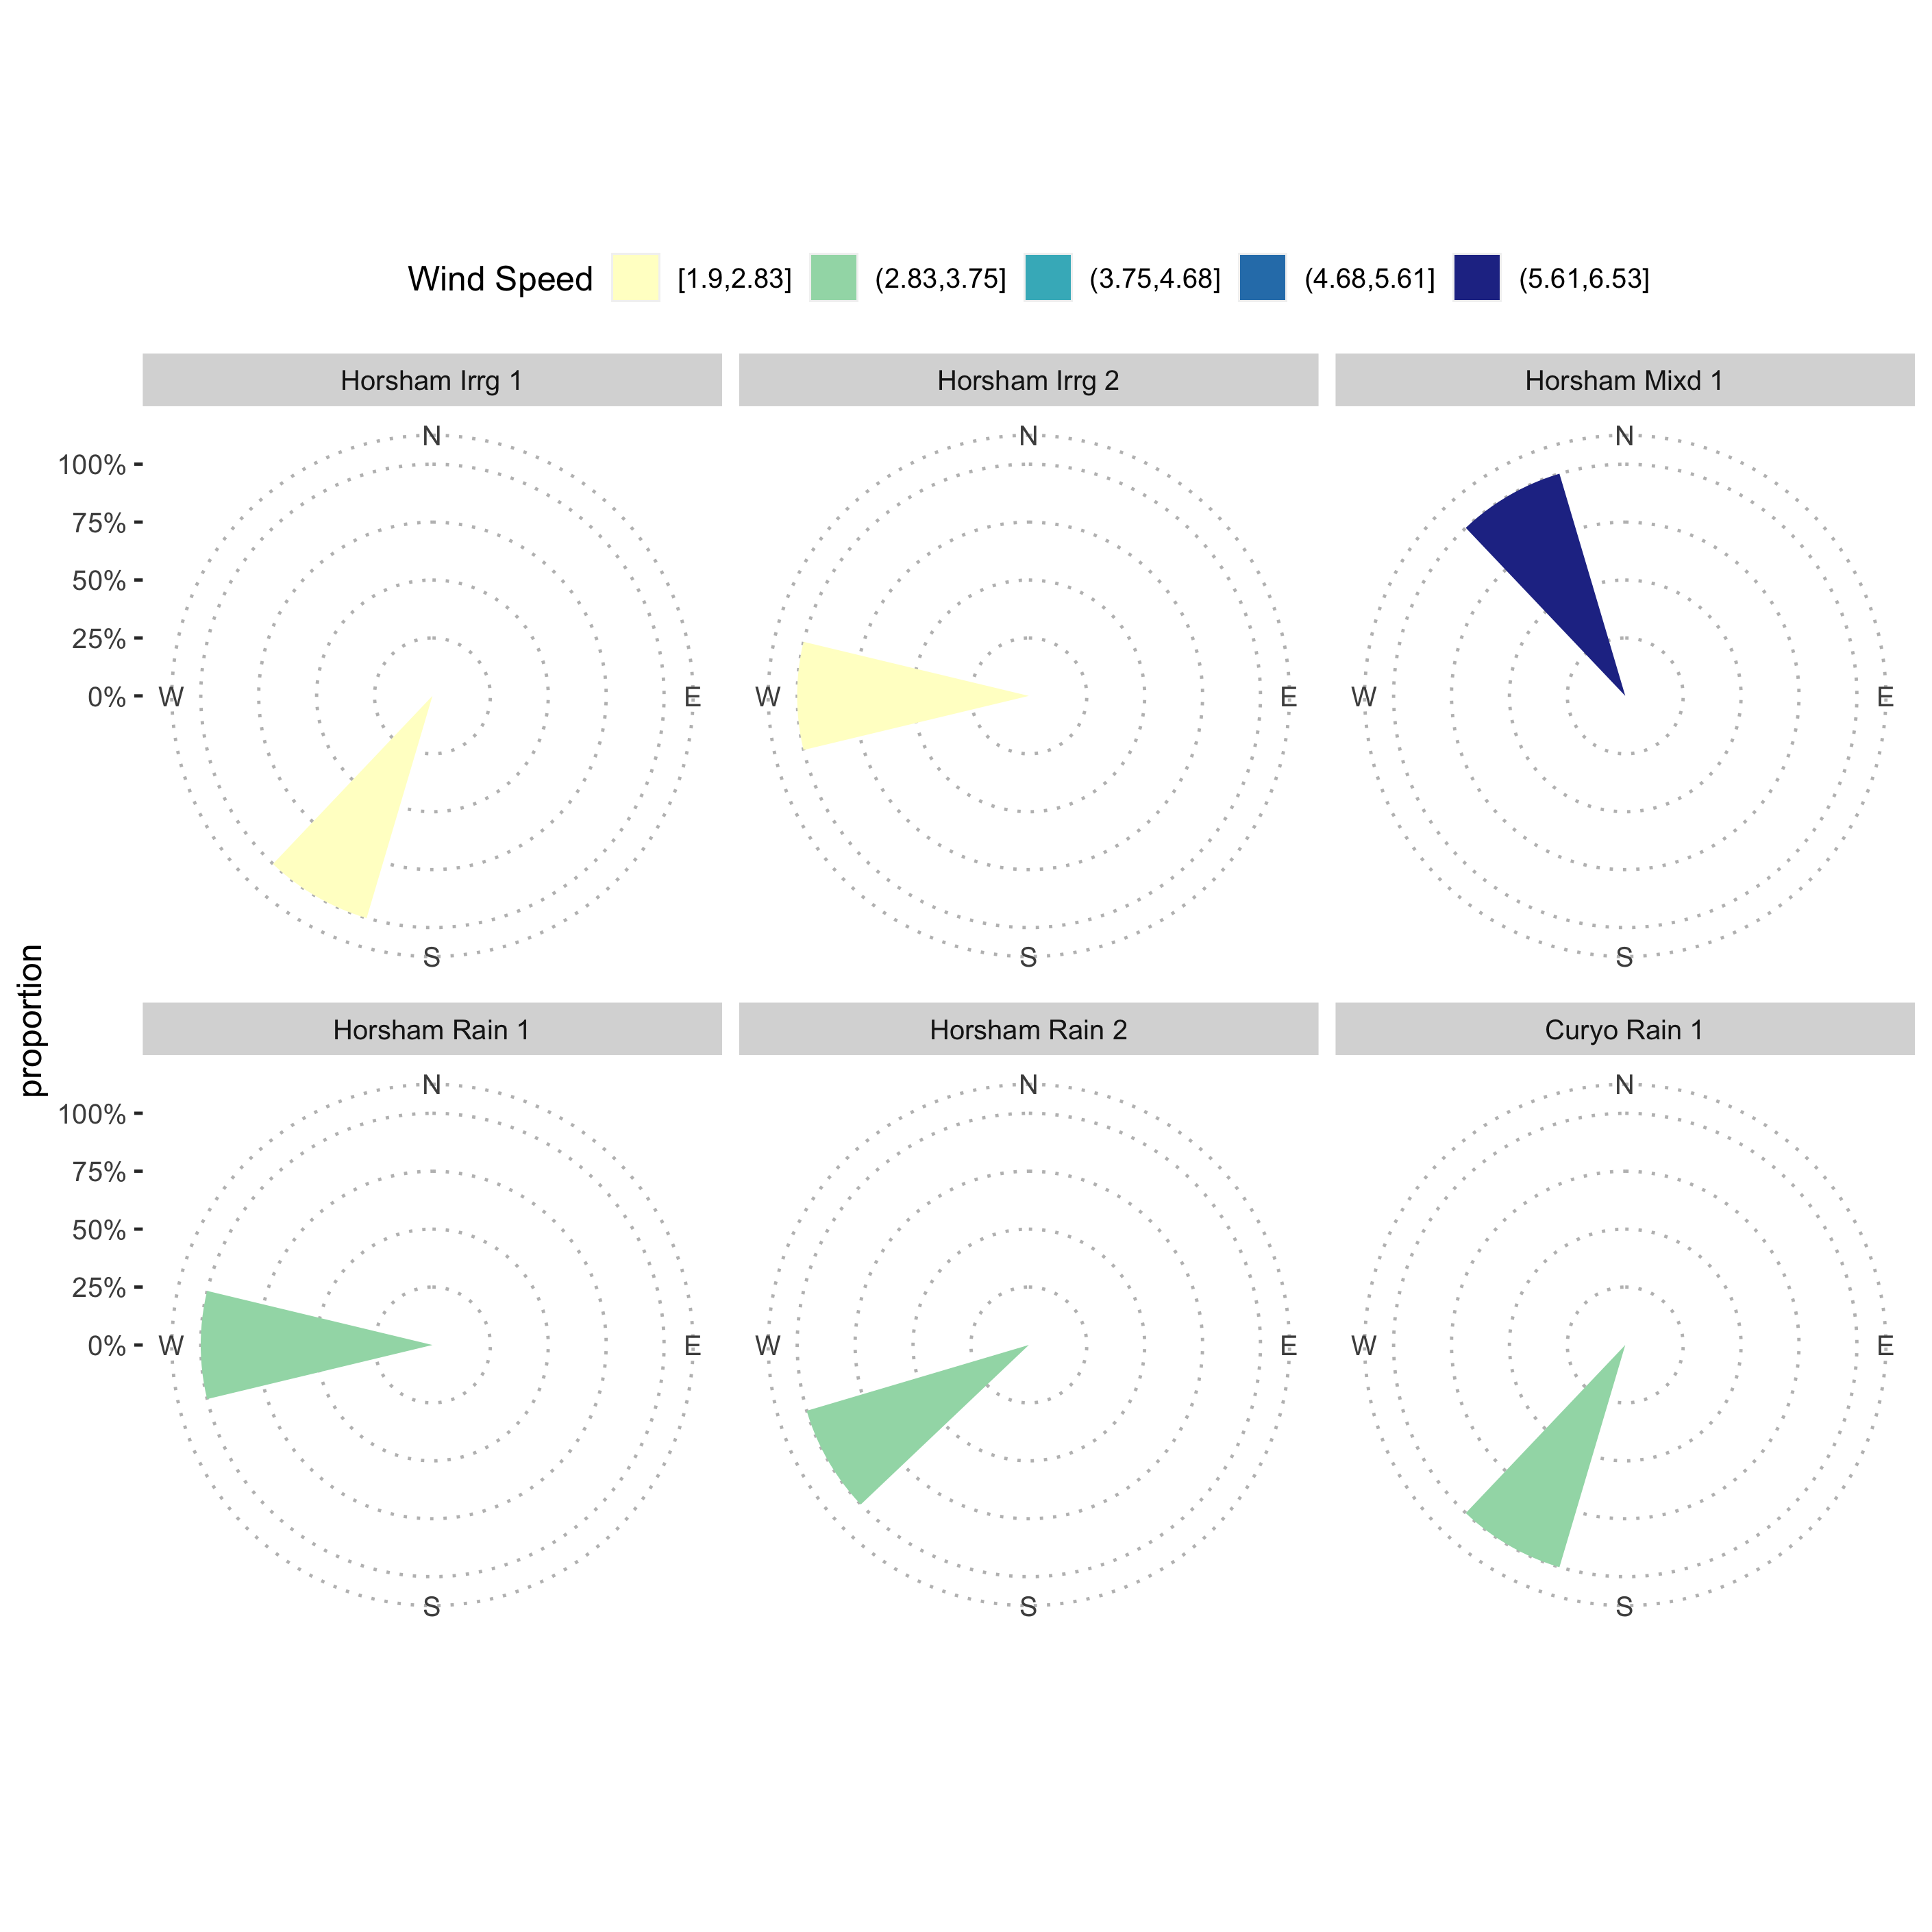 Wind Speed [1.9,2.83] (2.83,3.75] (3.75,4.68] (4.68,5.61] (5.61,6.53]
Horsham Irrg 1 Horsham Irrg 2 Horsham Mixd 1
N N N
100%
75%
50%
25%
0% W E W E W E
S S S
proportion
Horsham Rain 1 Horsham Rain 2 Curyo Rain 1
N N N
100%
75%
50%
25%
0% W E W E W E
S S S